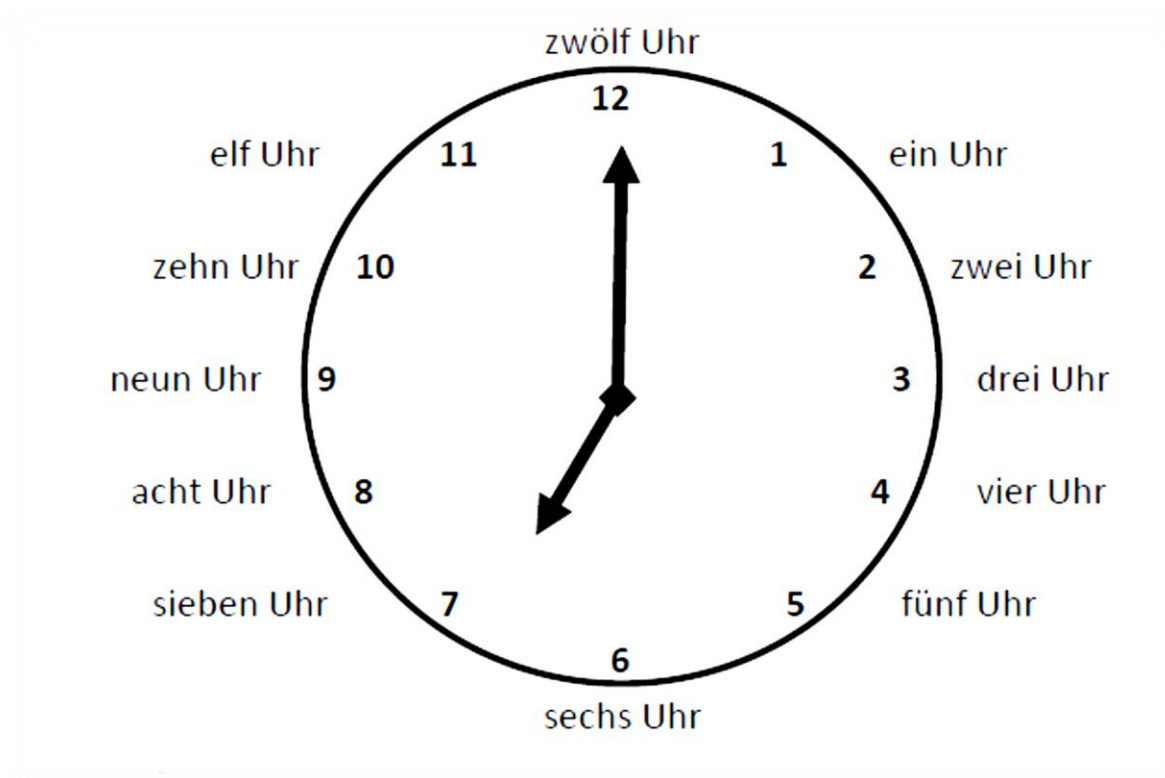 zwölf Uhr
12
elf Uhr 11 1 ein Uhr
zehn Uhr 10 2 zwei Uhr
neun Uhr 9 3 drei Uhr
acht Uhr 8 4 vier Uhr
sieben Uhr 7 5 fünf Uhr
6
sechs Uhr